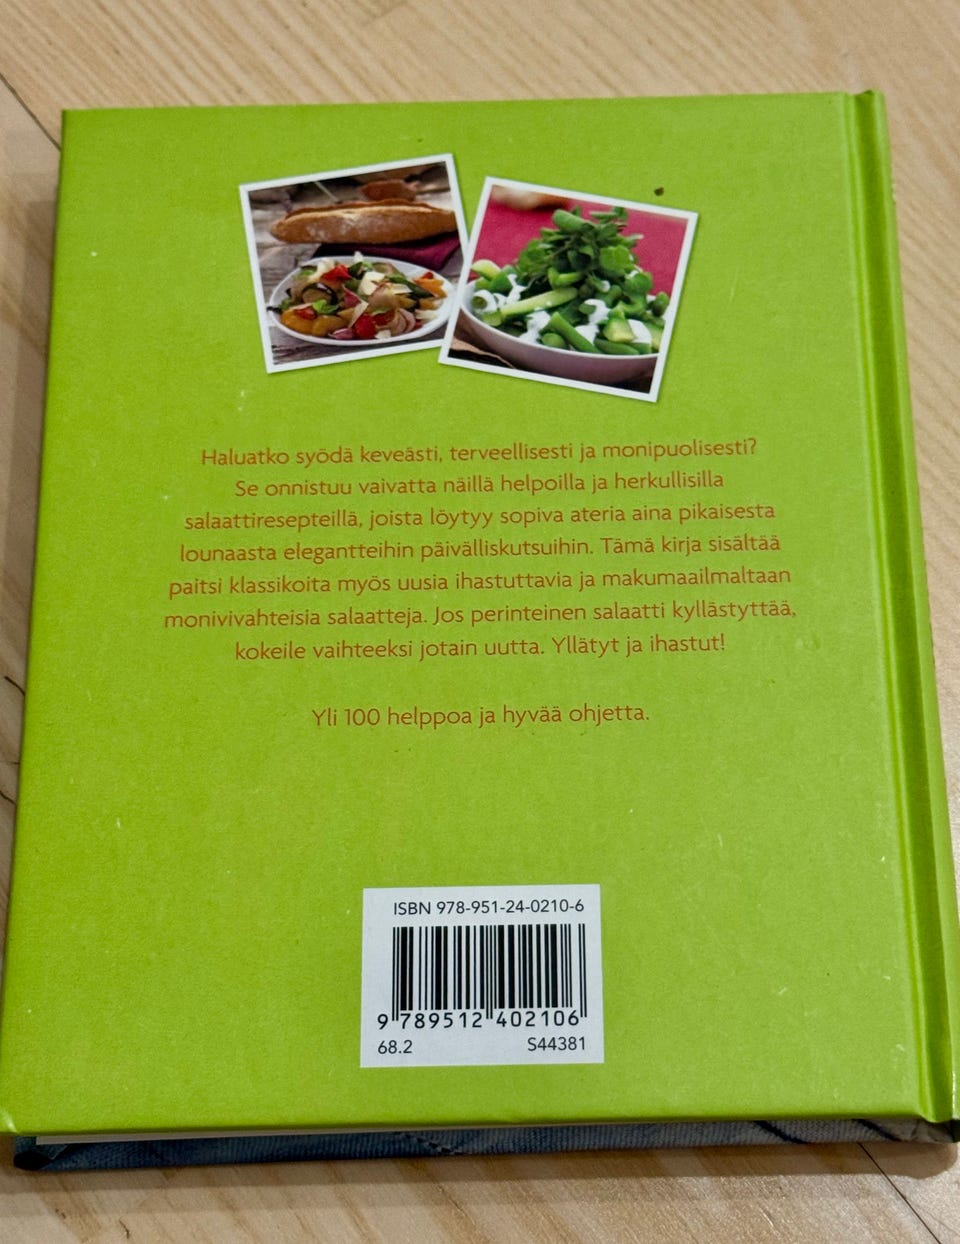 Haluatko syödä keveästi, terveellisesti ja monipuolisesti?
Se onnistuu vaivatta näillä helpoilla ja herkullisilla
salaattiresepteillä, joista löytyy sopiva ateria aina pikaisesta
lounaasta elegantteihin päivälliskutsuihin. Tämä kirja sisältää
paitsi klassikoita myös uusia ihastuttavia ja makumaailmaltaan
monivivahteisia salaatteja. Jos perinteinen salaatti kyllästyttää,
kokeile vaihteeksi jotain uutta. Yllätyt ja ihastut!
Yli 100 helppoa ja hyvää ohjetta.
ISBN 978-951-24-0210-6
9 789512 402106
68.2 S44381